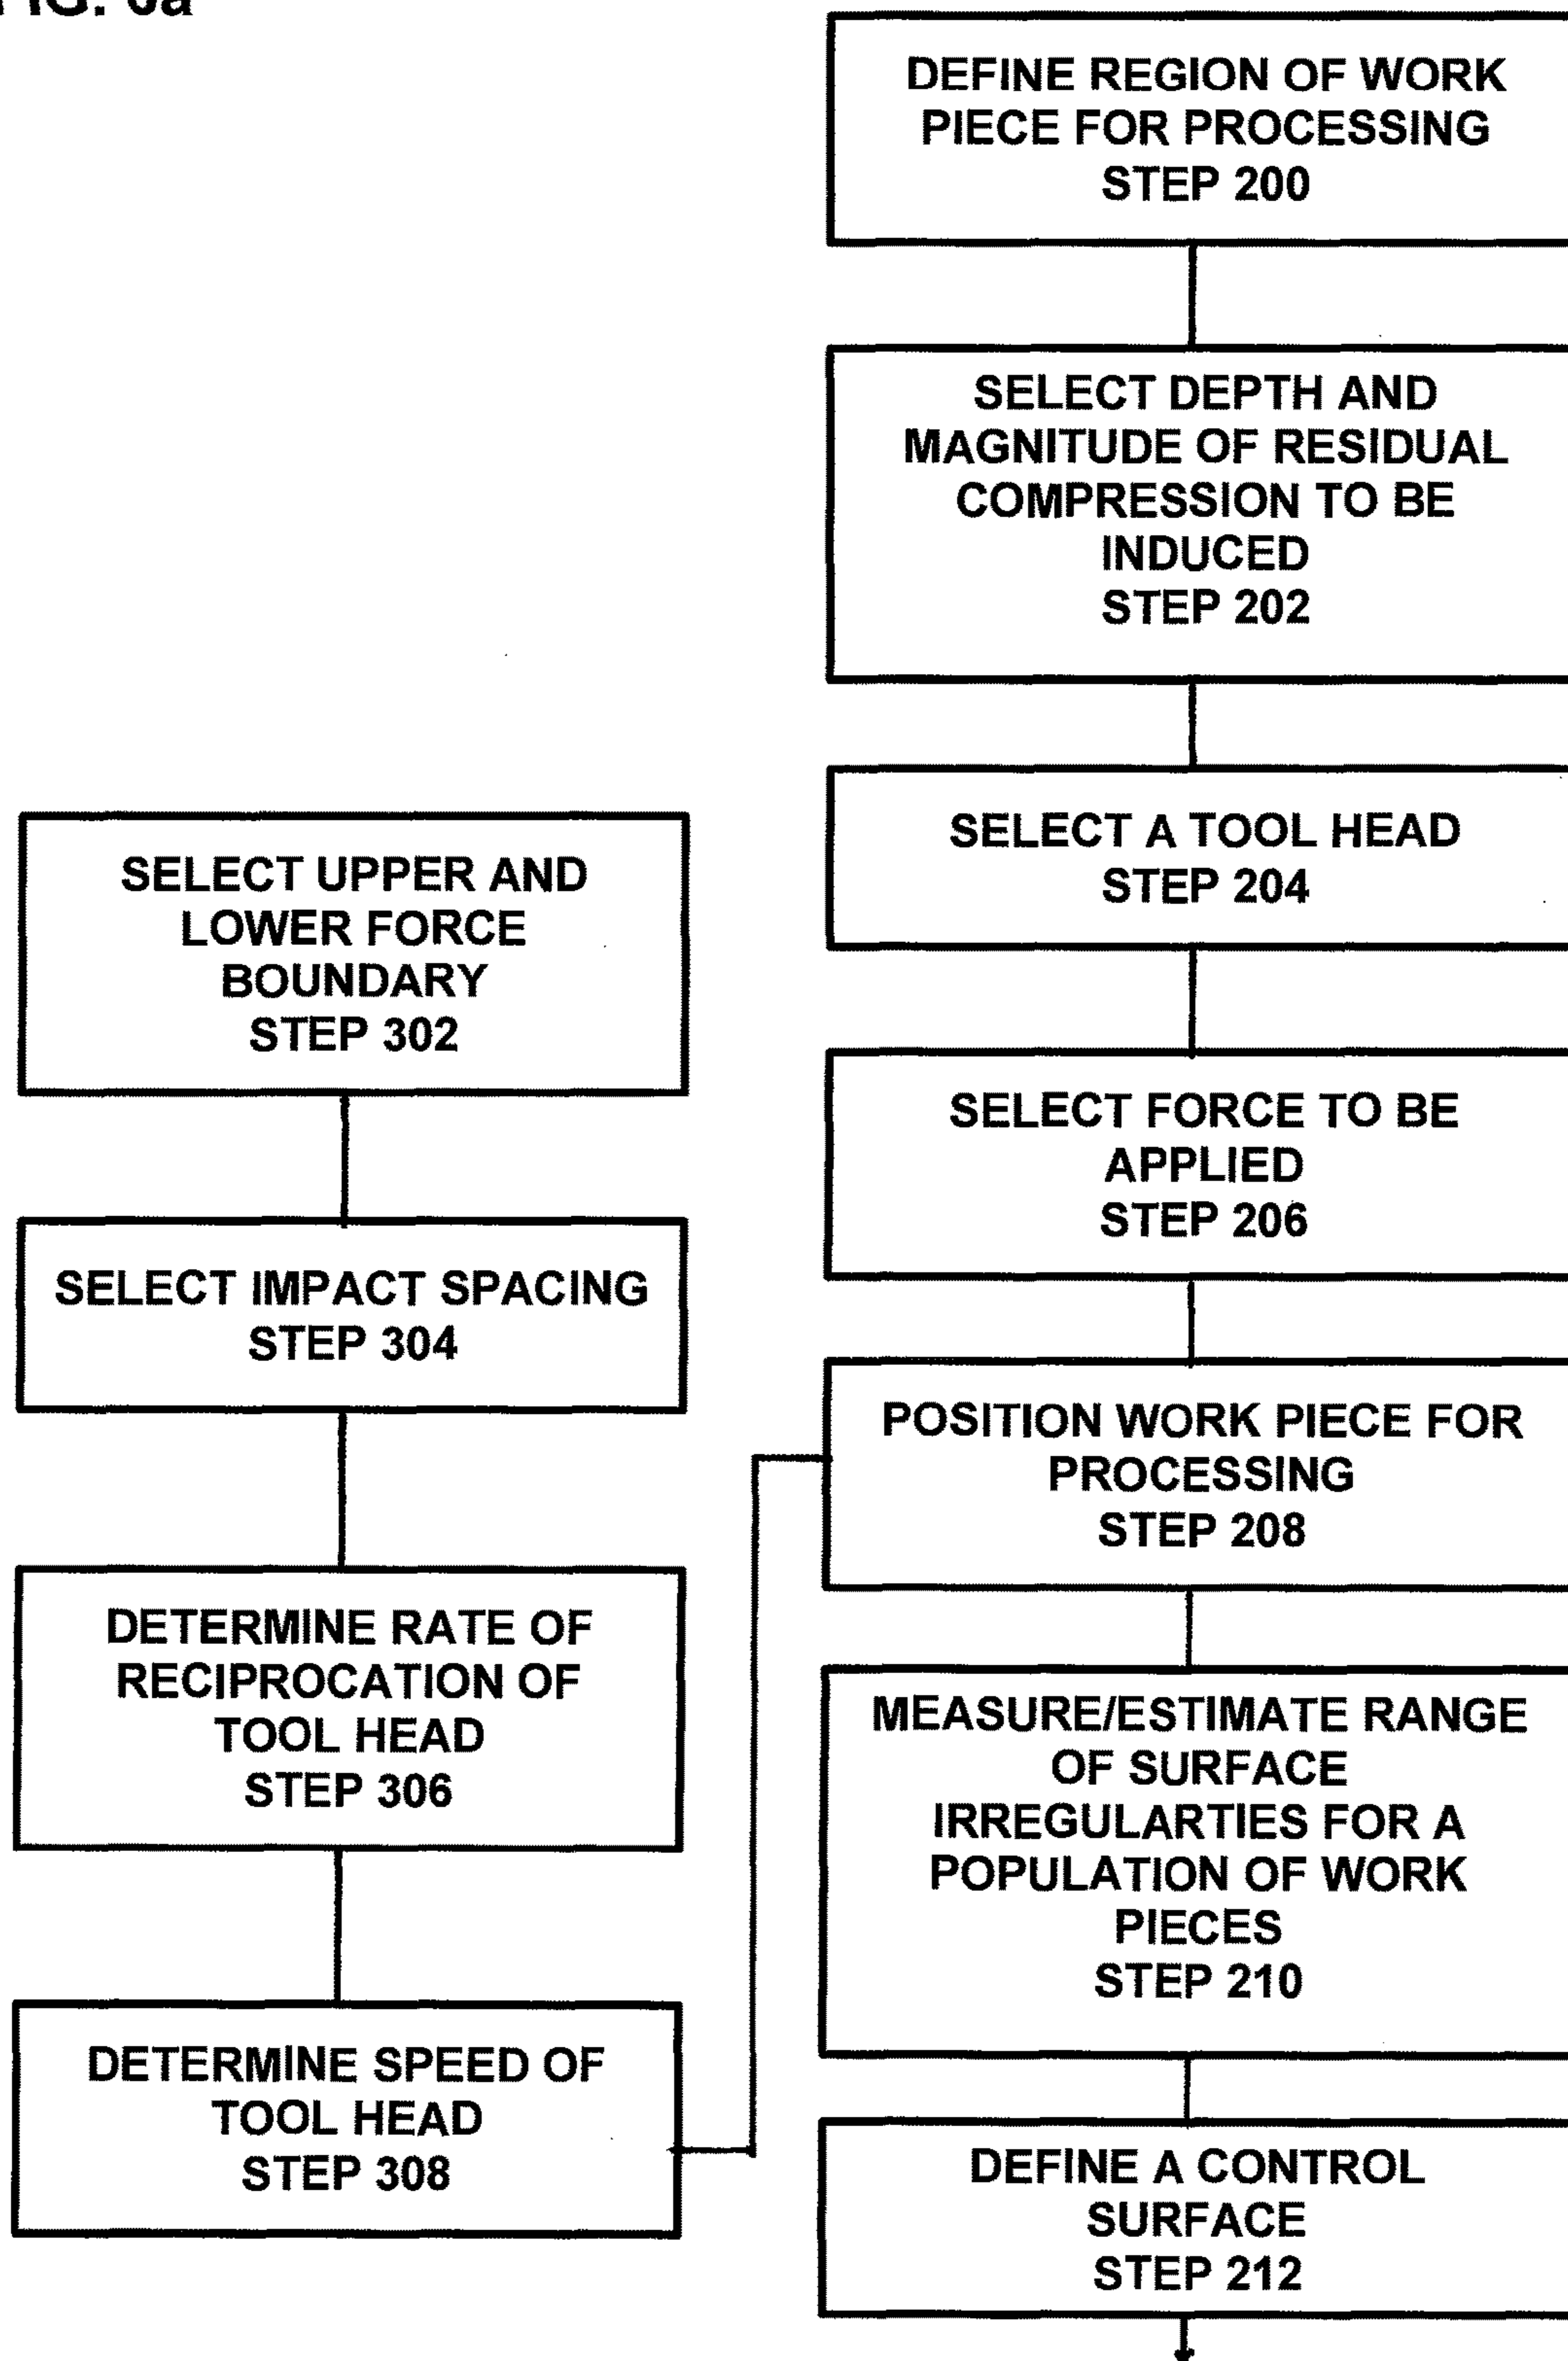 DEFINE REGION OF WORK
PIECE FOR PROCESSING
STEP 200
SELECT DEPTH AND
MAGNITUDE OF RESIDUAL
COMPRESSION TO BE
INDUCED
STEP 202
SELECT A TOOL HEAD
STEP 204
SELECT FORCE TO BE
APPLIED
STEP 206
POSITION WORK PIECE FOR
PROCESSING
STEP 208
MEASURE/ESTIMATE RANGE
OF SURFACE
IRREGULARTIES FOR A
POPULATION OF WORK
PIECES
STEP 210
DEFINE A CONTROL
SURFACE
STEP 212
SELECT UPPER AND
LOWER FORCE
BOUNDARY
STEP 302
SELECT IMPACT SPACING
STEP 304
DETERMINE RATE OF
RECIPROCATION OF
TOOL HEAD
STEP 306
DETERMINE SPEED OF
TOOL HEAD
STEP 308